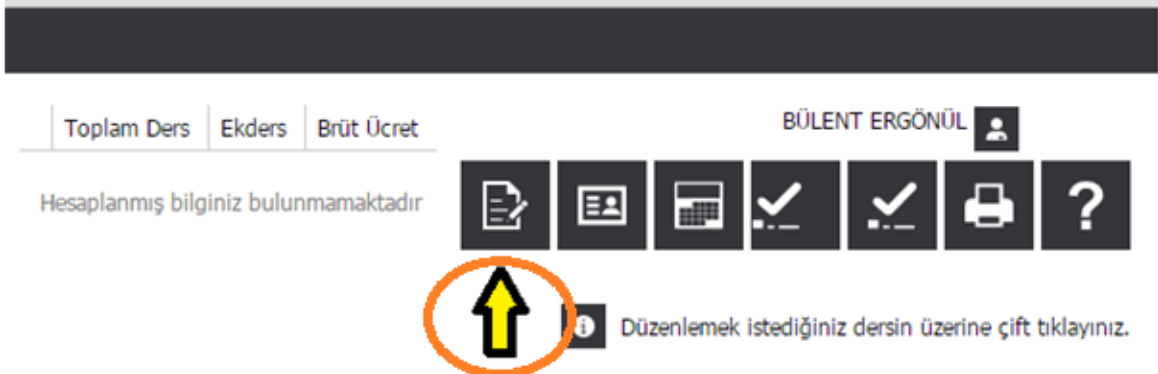 Toplam Ders Ekders Brüt Ücret
BÜLENT ERGÖNÜL
Hesaplanmış bilginiz bulunmamaktadır
?
Düzenlemek istediğiniz dersin üzerine çift tıklayınız.